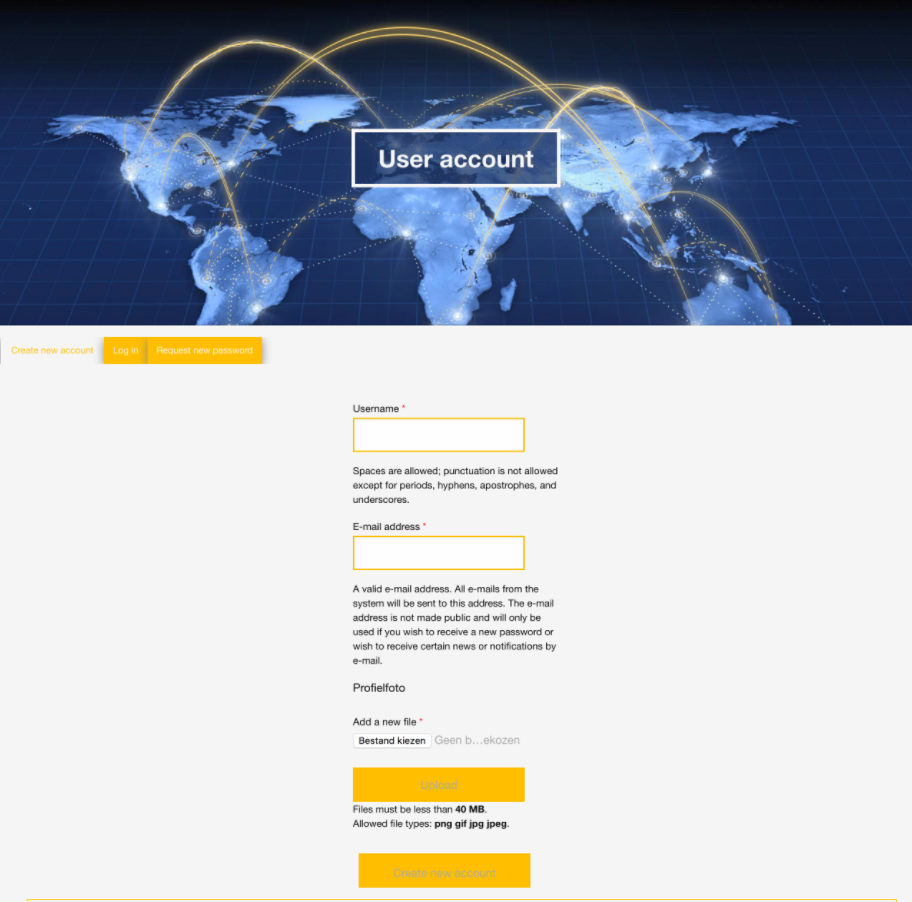 User account
Create new account
Log in
Request new password
Username *
Spaces are allowed; punctuation is not allowed
except for periods, hyphens, apostrophes, and
underscores.
E-mail address *
A valid e-mail address. All e-mails from the
system will be sent to this address. The e-mail
address is not made public and will only be
used if you wish to receive a new password or
wish to receive certain news or notifications by
e-mail.
Profielfoto
Add a new file *
Bestand kiezen Geen b...ekozen
Upload
Files must be less than 40 MB.
Allowed file types: png gif jpg jpeg.
Create new account